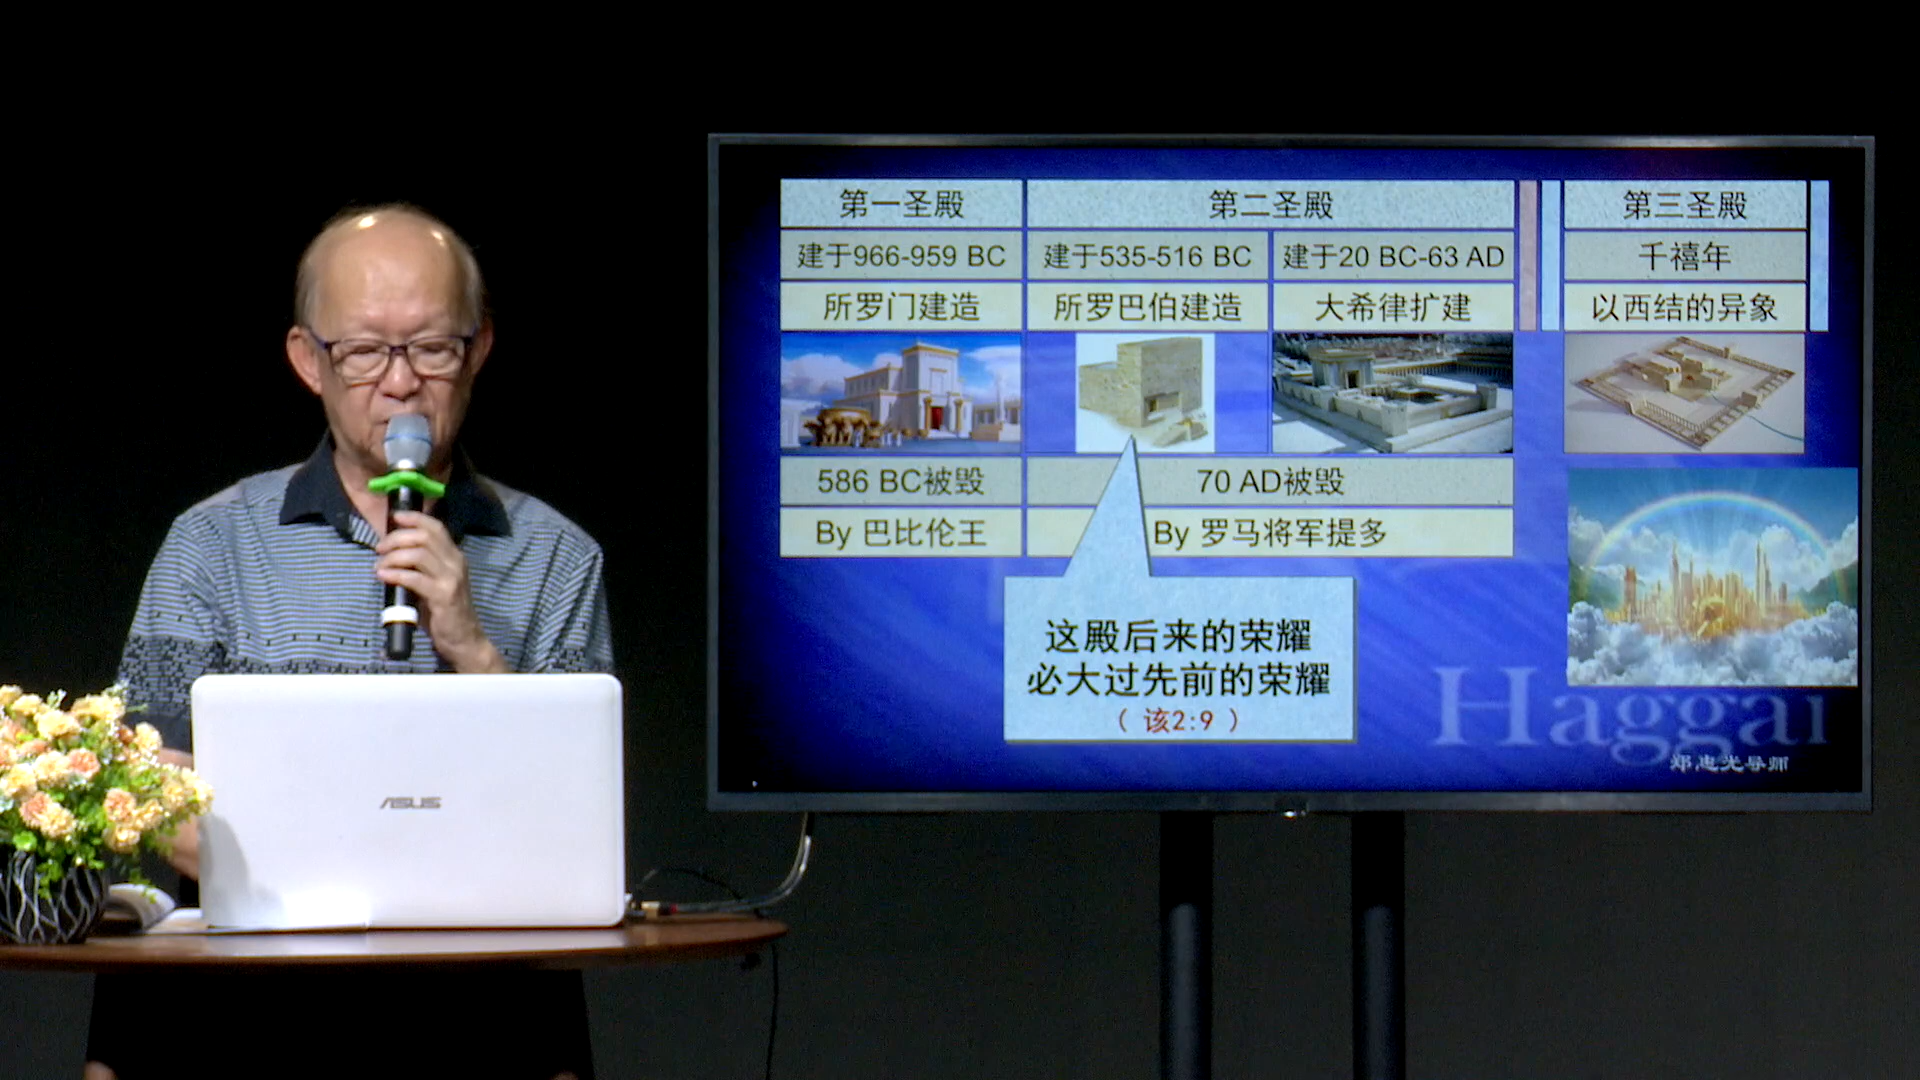 第一圣殿 第二圣殿 第三圣殿
建于966-959 BC 建于535-516 BC 建于20 BC-63 AD 千禧年
所罗门建造 所罗巴伯建造 大希律扩建 以西结的异象
586 BC被毁 70 AD被毁
By 巴比伦王 By 罗马将军提多
这殿后来的荣耀
必大过先前的荣耀
（ 该2:9 ）
Haggai
郑惠光导师
ASUS